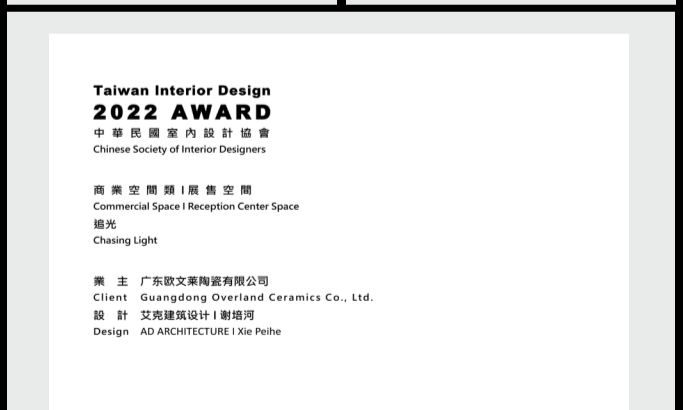 Taiwan Interior Design
2022 AWARD
中華民國室內設計協會
Chinese Society of Interior Designers
商業空間類 I 展售空間
Commercial Space I Reception Center Space
追光
Chasing Light
業 主 广东欧文莱陶瓷有限公司
Client Guangdong Overland Ceramics Co., Ltd.
設 計 艾克建筑设计 I 谢培河
Design AD ARCHITECTURE I Xie Peihe